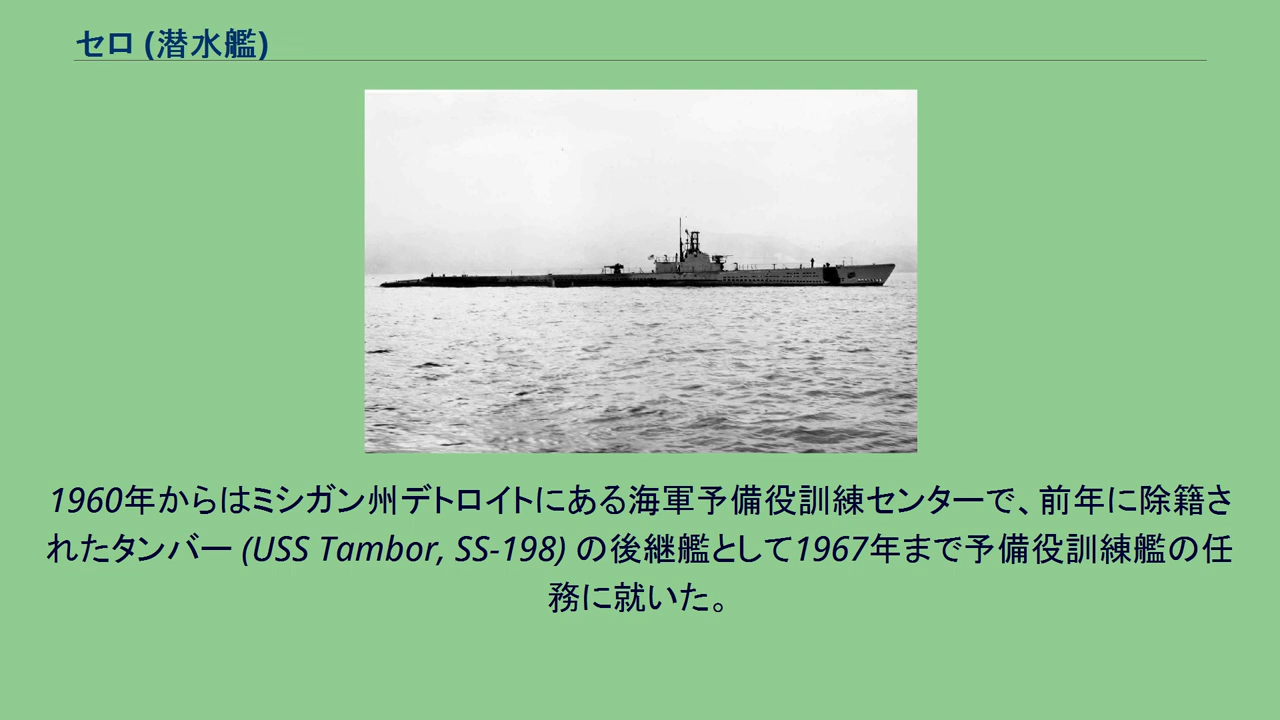 セロ (潜水艦)
1960年からはミシガン州デトロイトにある海軍予備役訓練センターで、前年に除籍さ
れたタンバー (USS Tambor, SS-198) の後継艦として1967年まで予備役訓練艦の任
務に就いた。